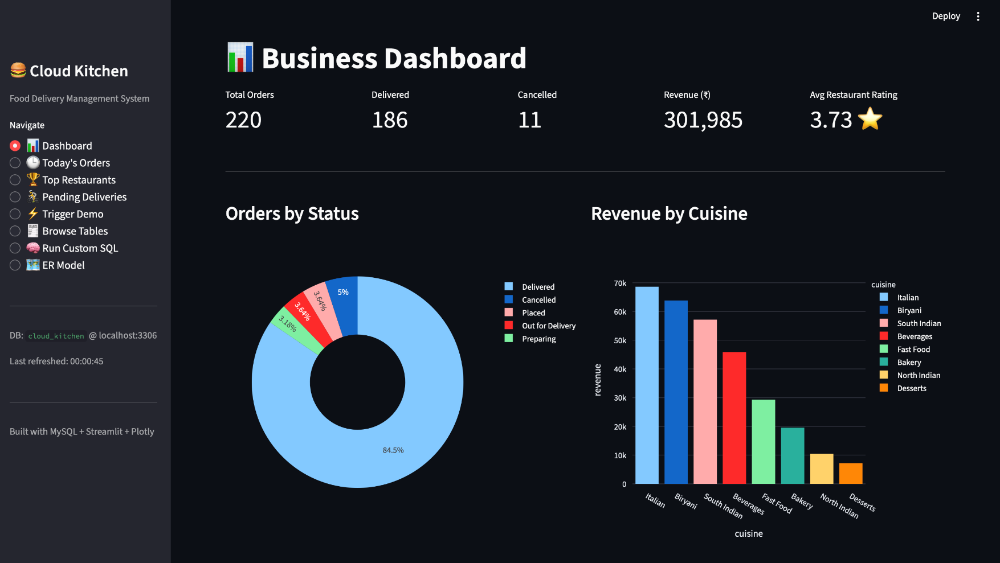 Deploy
🍔 Cloud Kitchen
Food Delivery Management System
Navigate
📊 Dashboard
🕒 Today's Orders
🏆 Top Restaurants
🚴 Pending Deliveries
⚡ Trigger Demo
🧾 Browse Tables
🧠 Run Custom SQL
🗺️ ER Model
DB: cloud_kitchen @ localhost:3306
Last refreshed: 00:00:45
Built with MySQL + Streamlit + Plotly
📊 Business Dashboard
Total Orders
220
Delivered
186
Cancelled
11
Revenue (₹)
301,985
Avg Restaurant Rating
3.73 ⭐
Orders by Status
84.5%
5%
3.64%
3.64%
3.18%
Delivered
Cancelled
Placed
Out for Delivery
Preparing
Revenue by Cuisine
revenue
70k
60k
50k
40k
30k
20k
10k
0
Italian
Biryani
South Indian
Beverages
Fast Food
Bakery
North Indian
Desserts
cuisine
cuisine
Italian
Biryani
South Indian
Beverages
Fast Food
Bakery
North Indian
Desserts